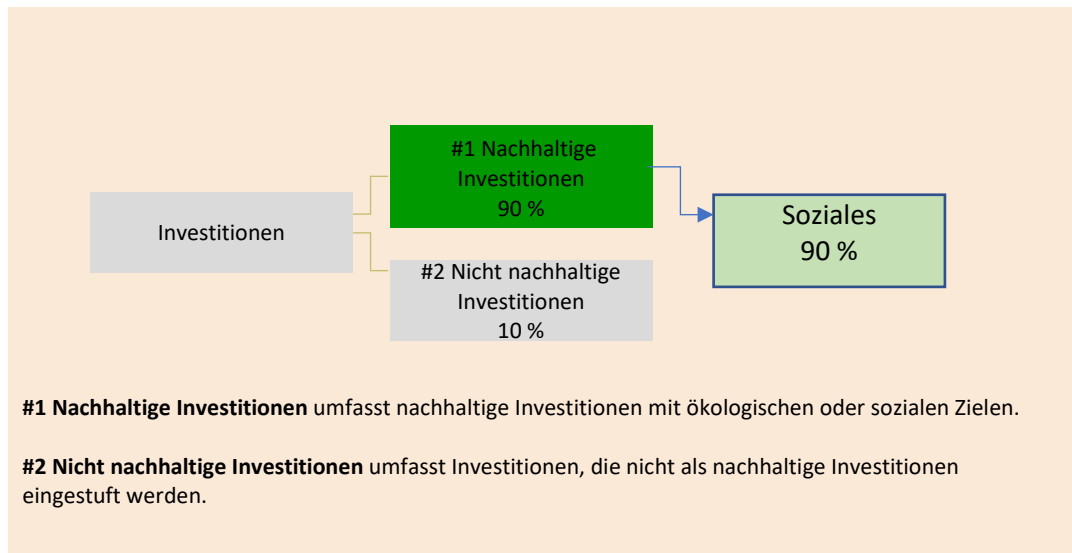 Investitionen
#1 Nachhaltige
Investitionen
90 %
#2 Nicht nachhaltige
Investitionen
10 %
Soziales
90 %
#1 Nachhaltige Investitionen umfasst nachhaltige Investitionen mit ökologischen oder sozialen Zielen.
#2 Nicht nachhaltige Investitionen umfasst Investitionen, die nicht als nachhaltige Investitionen
eingestuft werden.